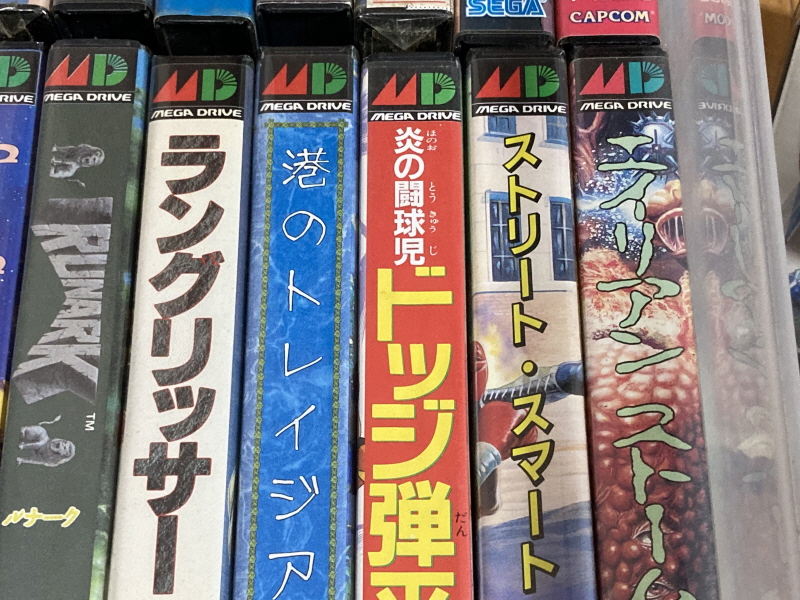 SEGA
CAPCOM
MD
MEGA DRIVE
RUNARK
TM
ルナーク
MD
MEGA DRIVE
ラングリッサー
MD
MEGA DRIVE
港のトレイジア
MD
MEGA DRIVE
炎の闘球児
ほのお とう きゅう じ
ドッジ弾平
だん
MD
MEGA DRIVE
ストリート・スマート
MD
MEGA DRIVE
エイリアン ストーム